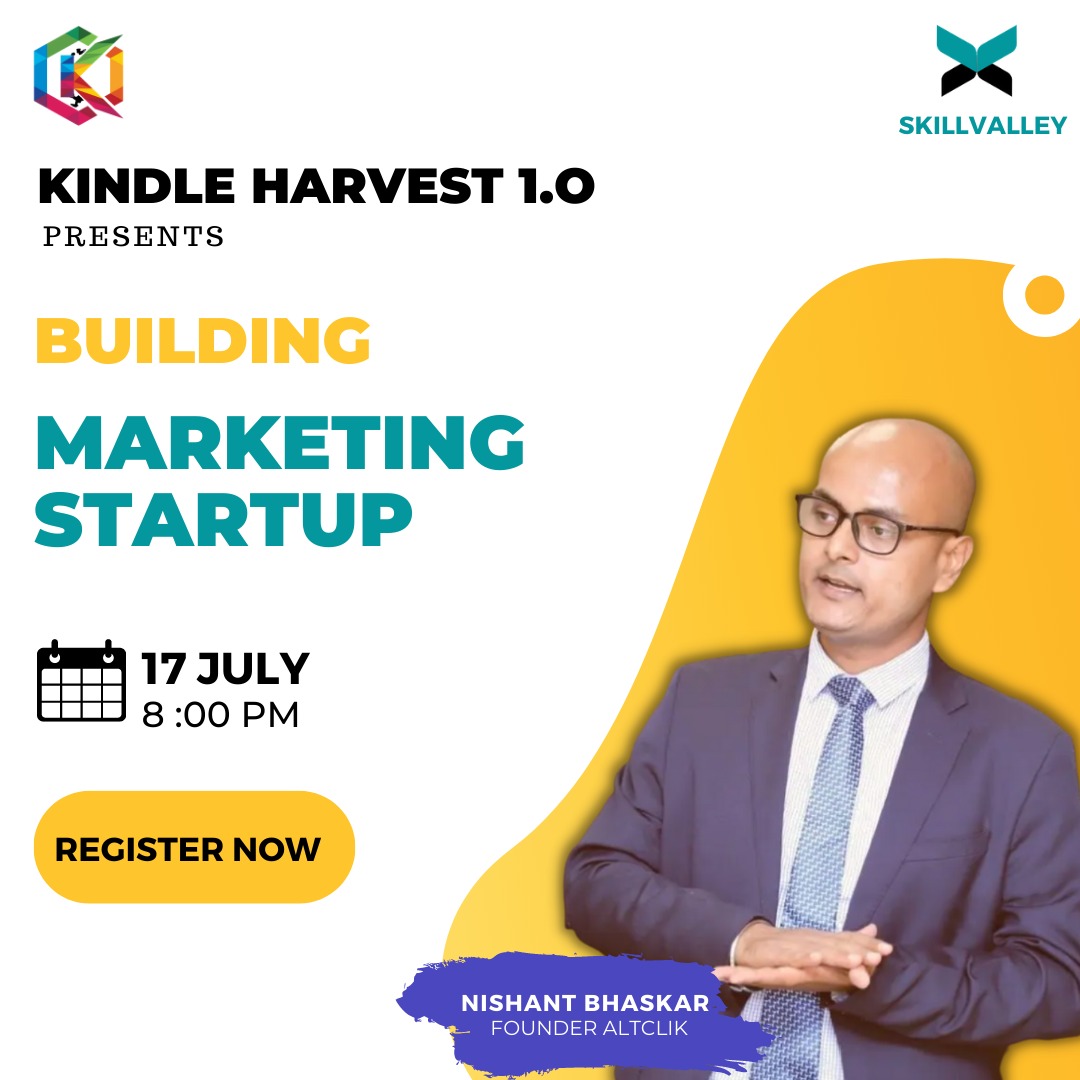 SKILLVALLEY
KINDLE HARVEST 1.O
PRESENTS
BUILDING
MARKETING
STARTUP
17 JULY
8 :00 PM
REGISTER NOW
NISHANT BHASKAR
FOUNDER ALTCLIK